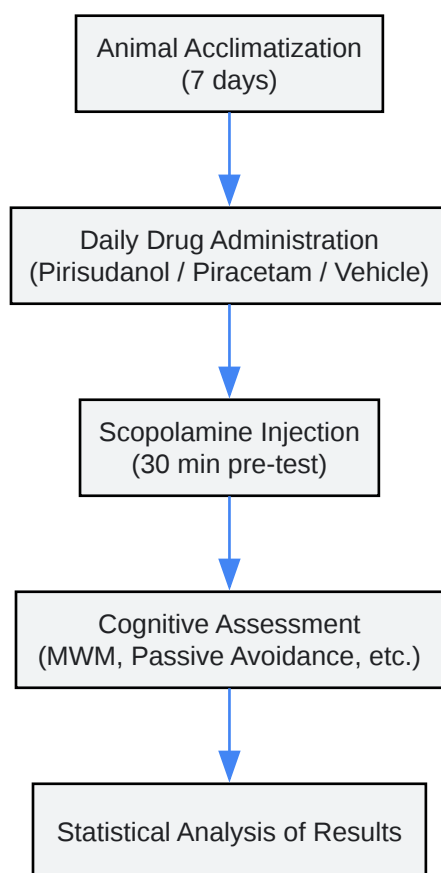 Animal Acclimatization
(7 days)
Daily Drug Administration
(Pirisudanol / Piracetam / Vehicle)
Scopolamine Injection
(30 min pre-test)
Cognitive Assessment
(MWM, Passive Avoidance, etc.)
Statistical Analysis of Results